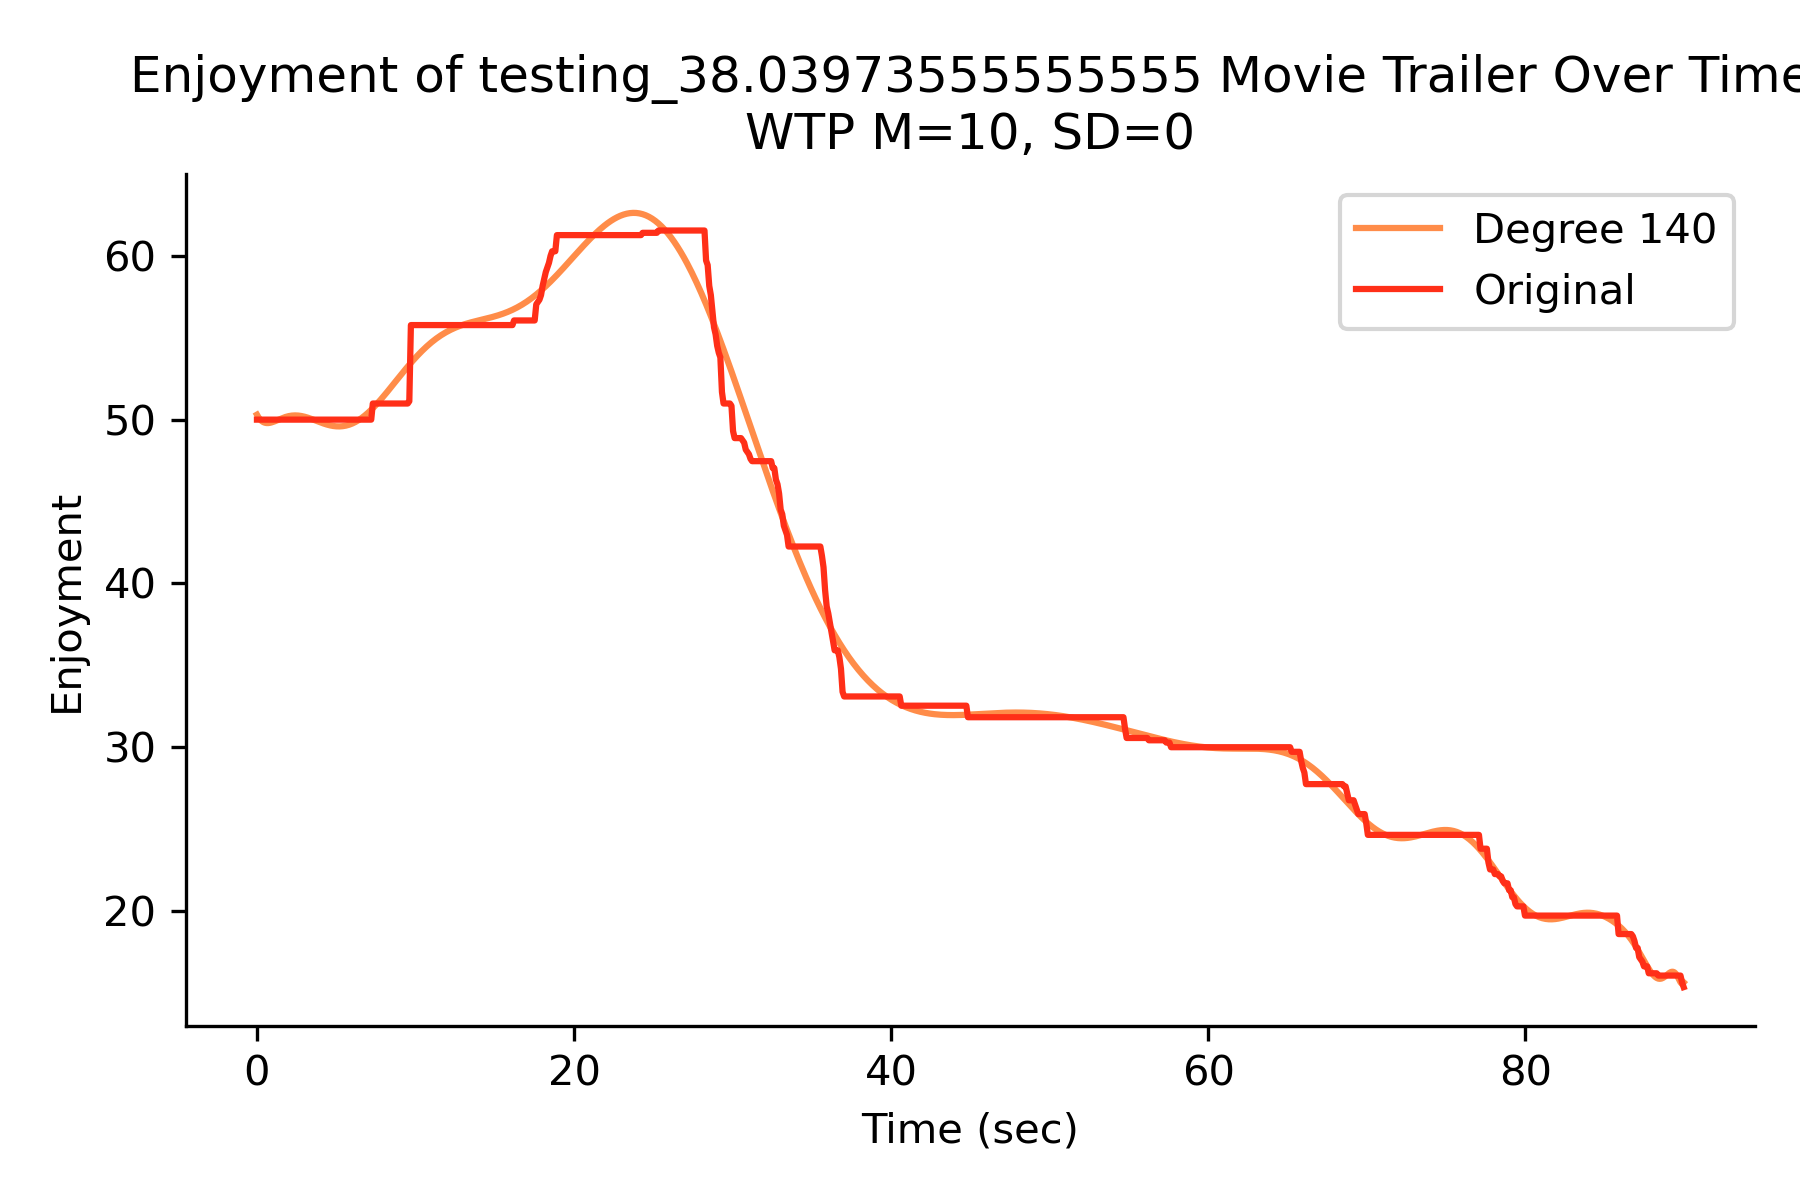 Enjoyment of testing_38.03973555555555 Movie Trailer Over Time
WTP M=10, SD=0
Degree 140
Original
Enjoyment
60
50
40
30
20
0
20
40
60
80
Time (sec)